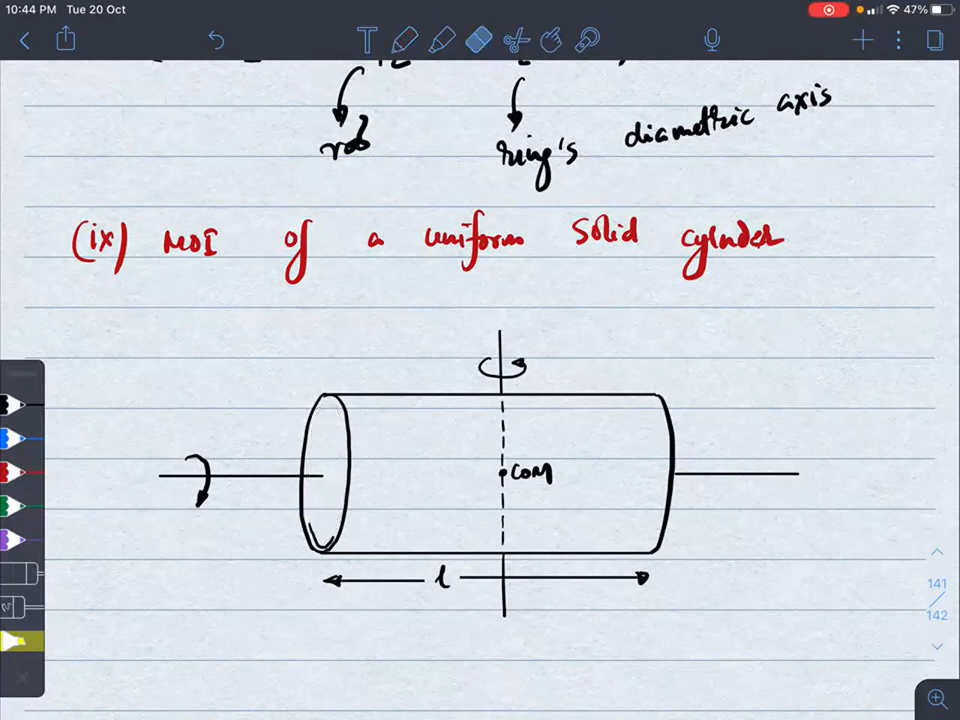 10:44 PM Tue 20 Oct 47%
rod ring's diametric axis
(ix) MOI of a uniform solid cylinder
COM
l
141
142